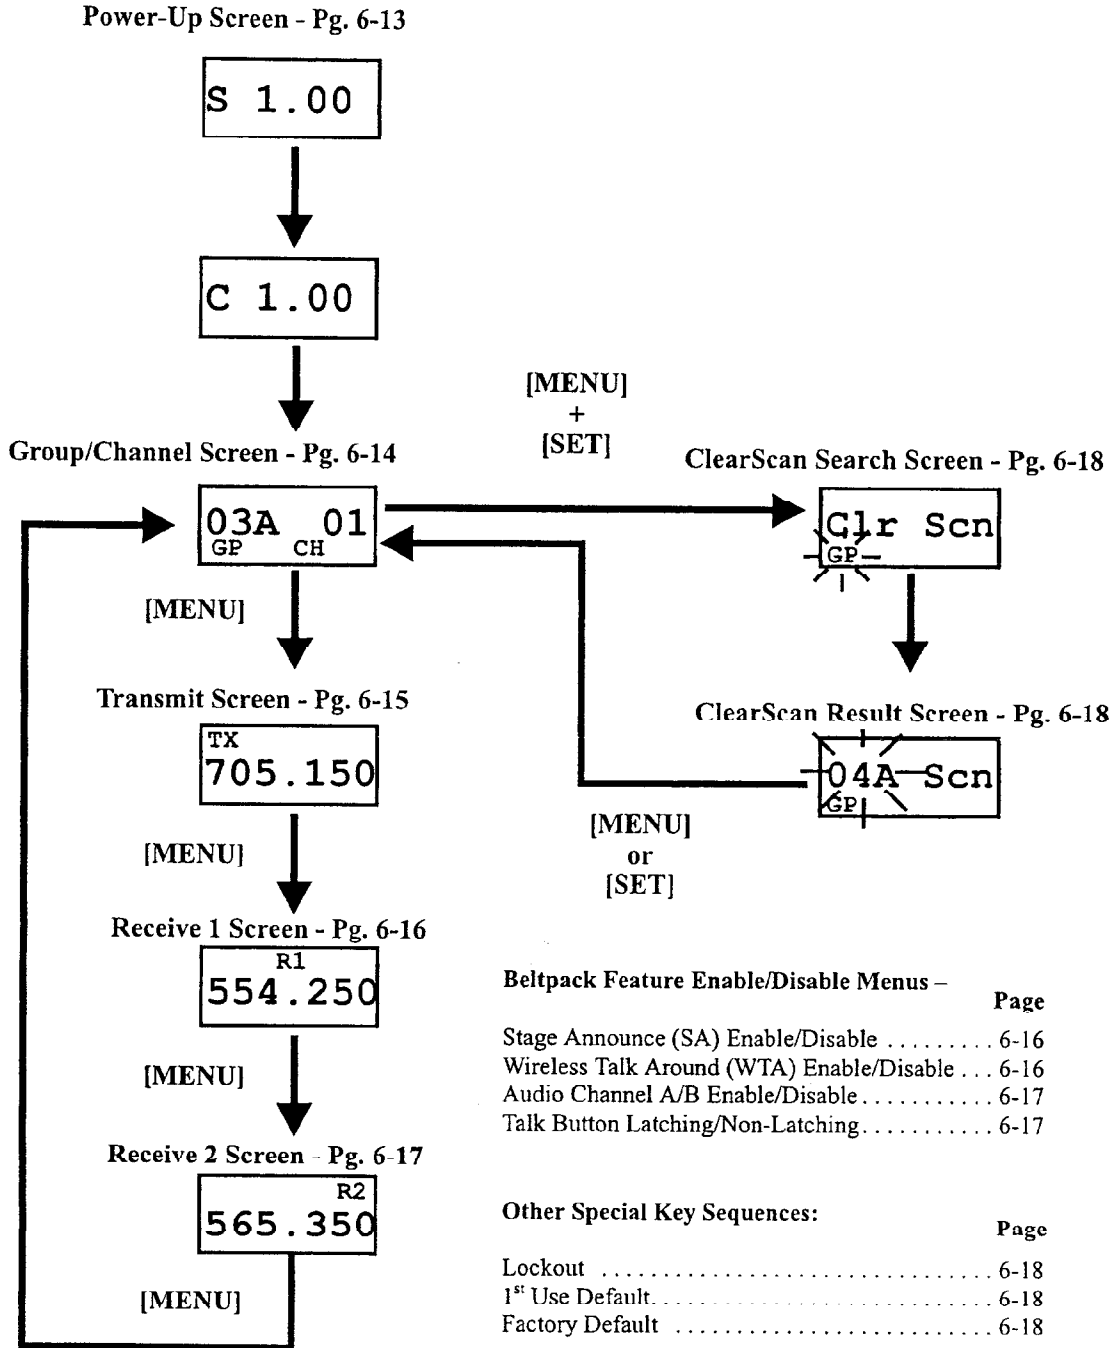 Power-Up Screen - Pg. 6-13
S 1.00
C 1.00
[MENU]
+
[SET]
Group/Channel Screen - Pg. 6-14
ClearScan Search Screen - Pg. 6-18
03A 01
GP CH
Clr Scn
GP
[MENU]
Transmit Screen - Pg. 6-15
TX
705.150
ClearScan Result Screen - Pg. 6-18
04A Scn
GP
[MENU]
or
[SET]
[MENU]
Receive 1 Screen - Pg. 6-16
R1
554.250
[MENU]
Receive 2 Screen - Pg. 6-17
R2
565.350
[MENU]
Beltpack Feature Enable/Disable Menus –
Page
Stage Announce (SA) Enable/Disable ......... 6-16
Wireless Talk Around (WTA) Enable/Disable ... 6-16
Audio Channel A/B Enable/Disable ........... 6-17
Talk Button Latching/Non-Latching ........... 6-17
Other Special Key Sequences:
Page
Lockout ............................... 6-18
1st Use Default ........................... 6-18
Factory Default ......................... 6-18